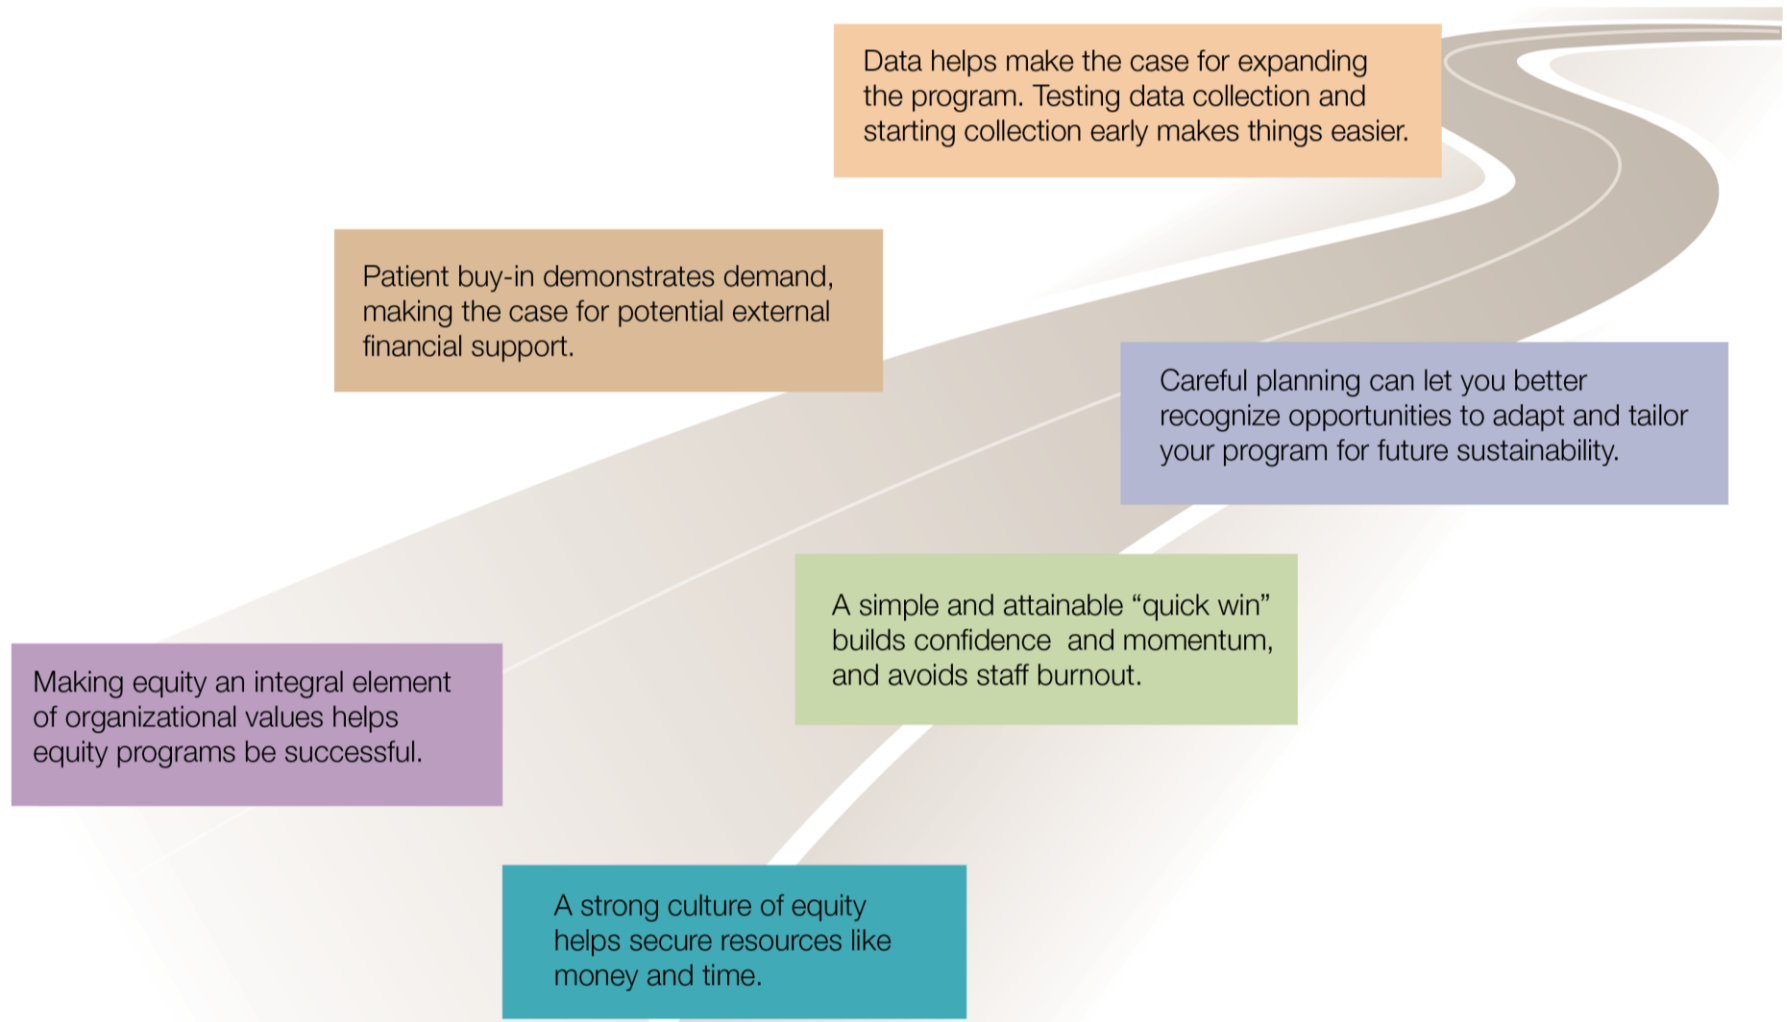 Data helps make the case for expanding
the program. Testing data collection and
starting collection early makes things easier.
Patient buy-in demonstrates demand,
making the case for potential external
financial support.
Careful planning can let you better
recognize opportunities to adapt and tailor
your program for future sustainability.
A simple and attainable “quick win”
builds confidence  and momentum,
and avoids staff burnout.
Making equity an integral element
of organizational values helps
equity programs be successful.
A strong culture of equity
helps secure resources like
money and time.